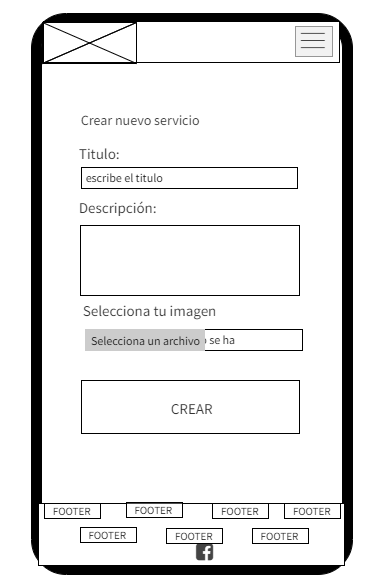 Crear nuevo servicio
Titulo:
escribe el titulo
Descripción:
Selecciona tu imagen
Selecciona un archivo o se ha
CREAR
FOOTER FOOTER FOOTER FOOTER
FOOTER FOOTER FOOTER